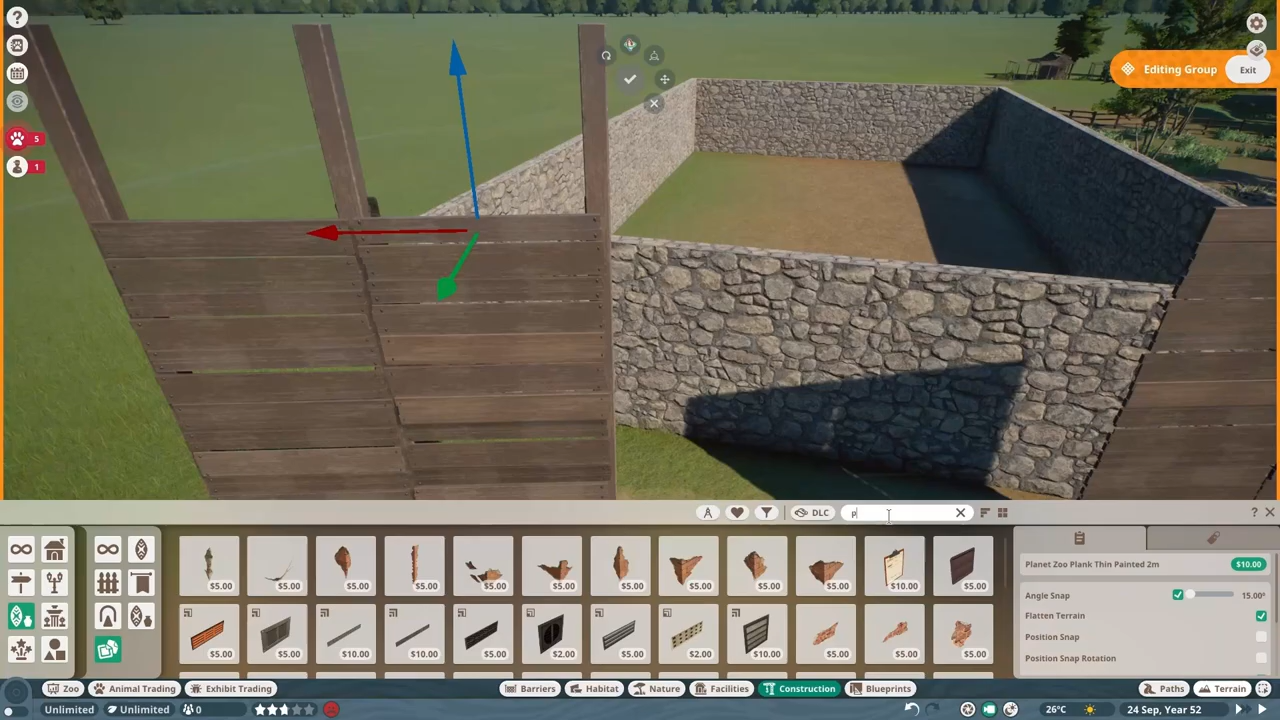 ?
5
1
Editing Group
Exit
DLC
p
?
$5.00 $5.00 $5.00 $5.00 $5.00 $5.00 $5.00 $5.00 $5.00 $5.00 $10.00 $5.00
$5.00 $5.00 $10.00 $10.00 $5.00 $2.00 $5.00 $2.00 $10.00 $5.00 $5.00 $5.00
Planet Zoo Plank Thin Painted 2m
$10.00
Angle Snap
15.00°
Flatten Terrain
Position Snap
Position Snap Rotation
Zoo
Animal Trading
Exhibit Trading
Barriers
Habitat
Nature
Facilities
Construction
Blueprints
Paths
Terrain
Unlimited
Unlimited
0
26°C
24 Sep, Year 52